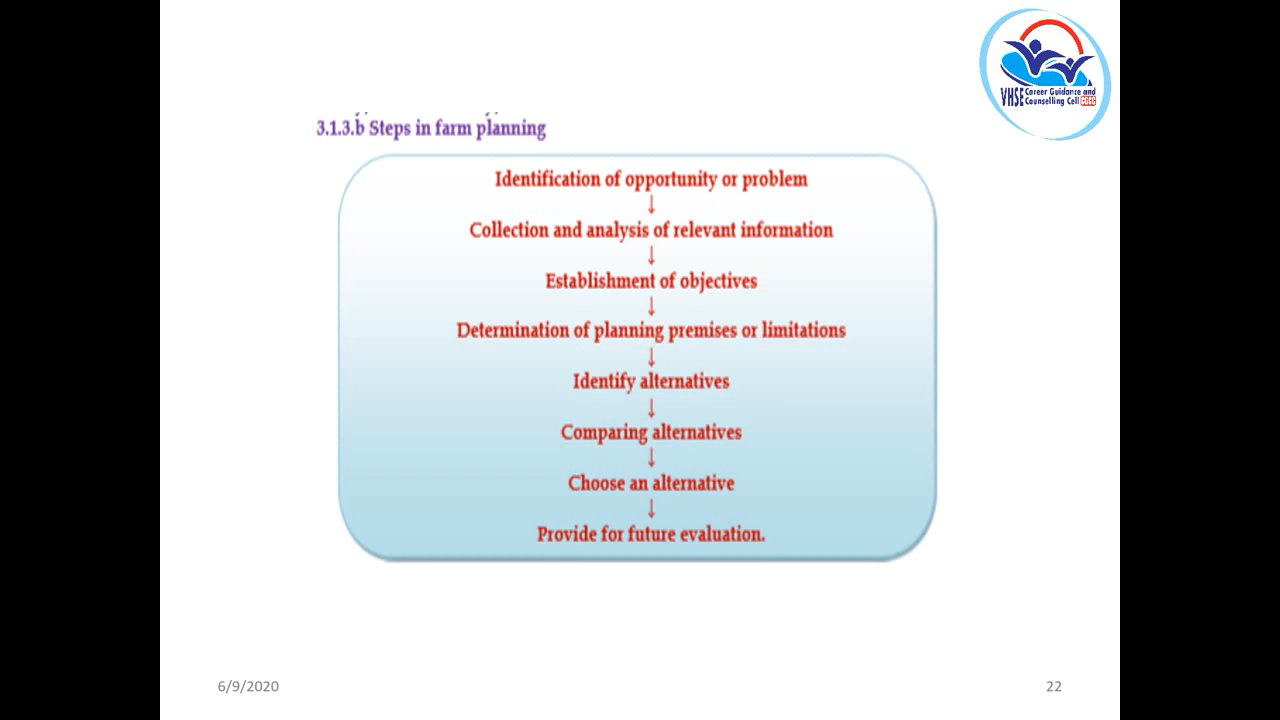 VHSE Career Guidance and
Counselling Cell CGCC
3.1.3.b Steps in farm planning
Identification of opportunity or problem
↓
Collection and analysis of relevant information
↓
Establishment of objectives
↓
Determination of planning premises or limitations
↓
Identify alternatives
↓
Comparing alternatives
↓
Choose an alternative
↓
Provide for future evaluation.
6/9/2020
22